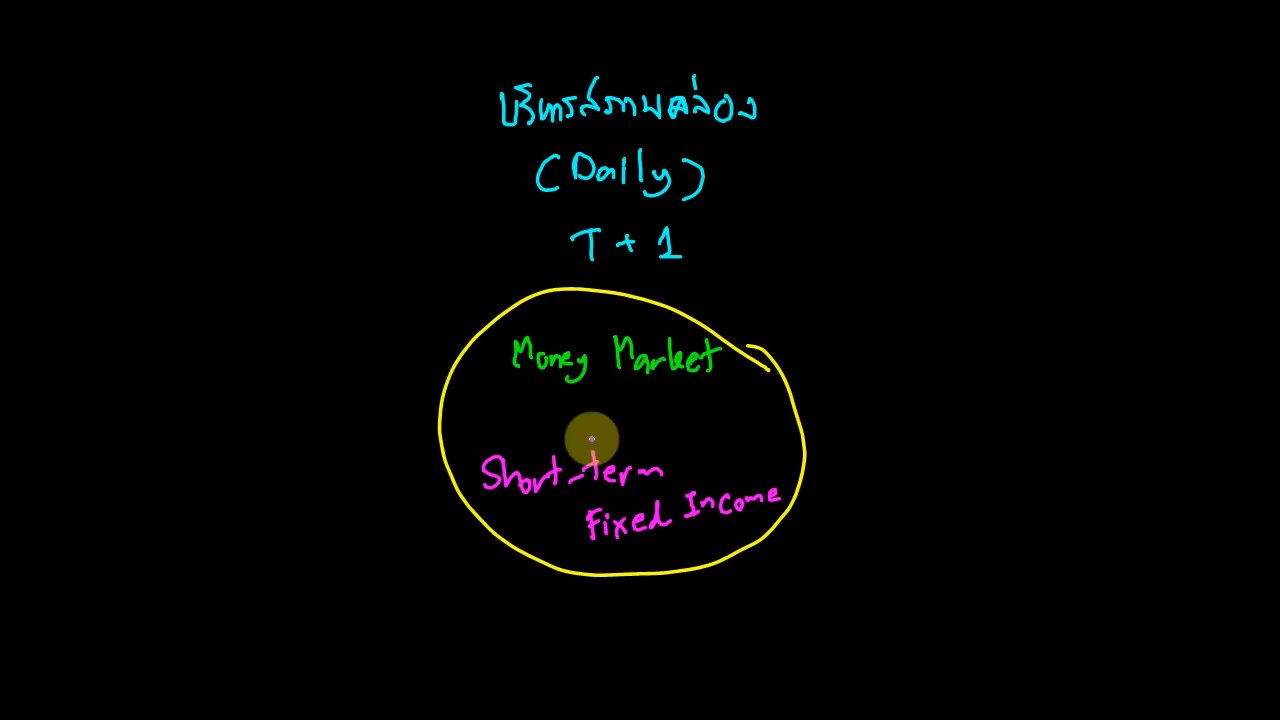 บริหารสภาพคล่อง
(Daily)
T + 1
Money Market
Short-term
Fixed Income